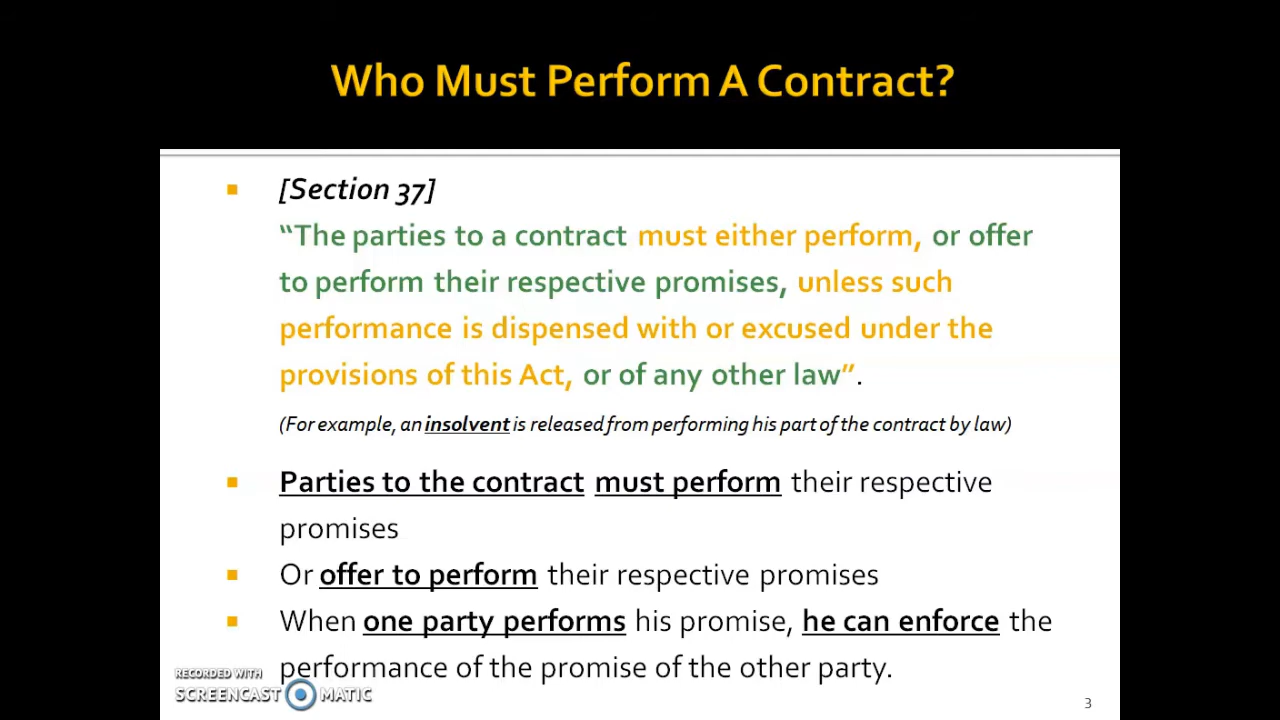 Who Must Perform A Contract?
[Section 37]
“The parties to a contract must either perform, or offer
to perform their respective promises, unless such
performance is dispensed with or excused under the
provisions of this Act, or of any other law”.
(For example, an insolvent is released from performing his part of the contract by law)
Parties to the contract must perform their respective
promises
Or offer to perform their respective promises
When one party performs his promise, he can enforce the
performance of the promise of the other party.
RECORDED WITH
SCREENCAST MATIC
3